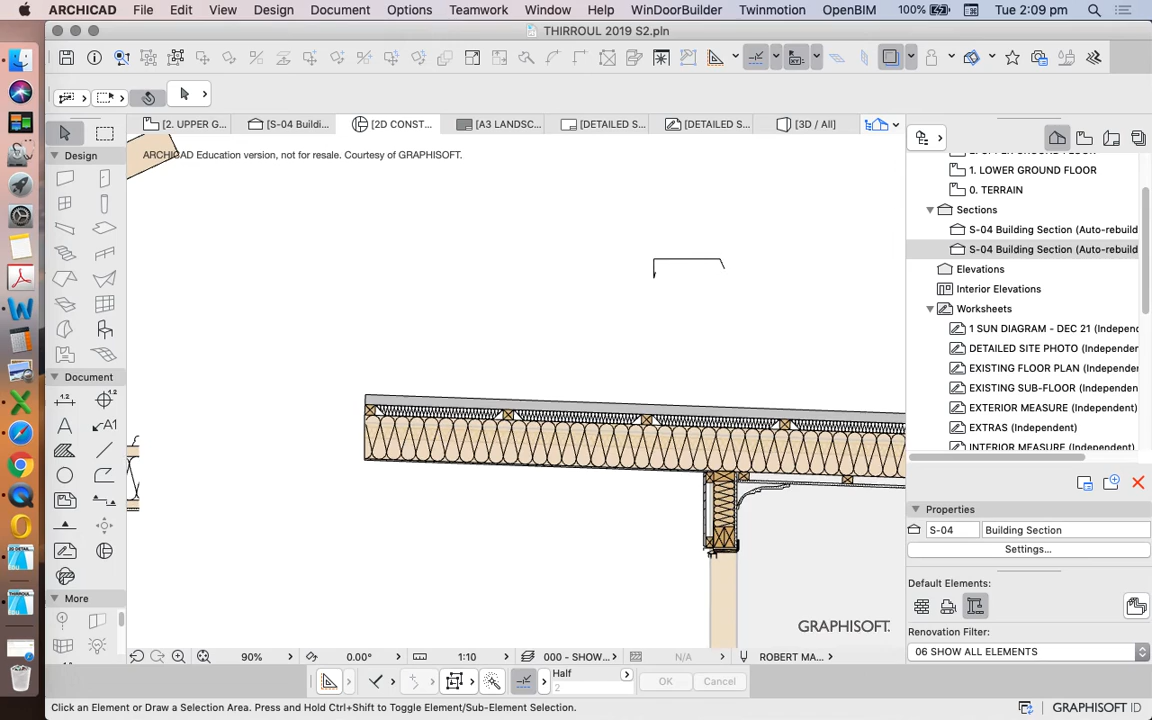 ARCHICAD File Edit View Design Document Options Teamwork Window Help WinDoorBuilder Twinmotion OpenBIM 100% Tue 2:09 pm
THIRROUL 2019 S2.pln
[2. UPPER G... [S-04 Buildi... [2D CONST... [A3 LANDSC... [DETAILED S... [DETAILED S... [3D / All]
ARCHICAD Education version, not for resale. Courtesy of GRAPHISOFT.
Design
Document
A
A1
More
1. LOWER GROUND FLOOR
0. TERRAIN
Sections
S-04 Building Section (Auto-rebuild
S-04 Building Section (Auto-rebuild
Elevations
Interior Elevations
Worksheets
1 SUN DIAGRAM - DEC 21 (Independ
DETAILED SITE PHOTO (Independent
EXISTING FLOOR PLAN (Independen
EXISTING SUB-FLOOR (Independent
EXTERIOR MEASURE (Independent)
EXTRAS (Independent)
INTERIOR MEASURE (Independent)
Properties
S-04 Building Section
Settings...
Default Elements:
Renovation Filter:
06 SHOW ALL ELEMENTS
GRAPHISOFT.
90% 0.00° 1:10 000 - SHOW... N/A ROBERT MA...
Half
2
OK Cancel
Click an Element or Draw a Selection Area. Press and Hold Ctrl+Shift to Toggle Element/Sub-Element Selection.
GRAPHISOFT ID